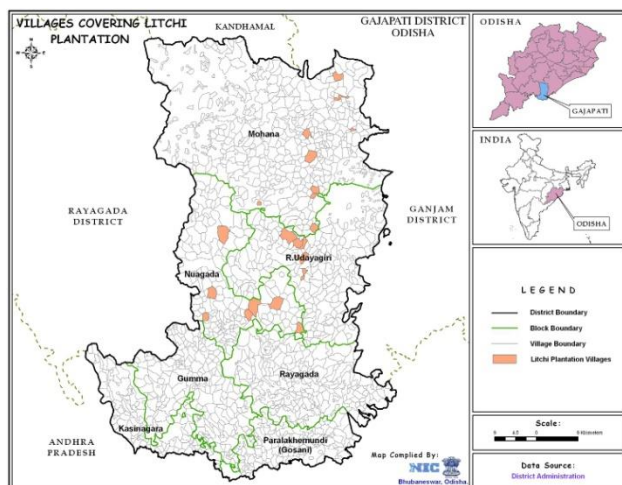 VILLAGES COVERING LITCHI
PLANTATION
KANDHAMAL
GAJAPATI DISTRICT
ODISHA
Mohana
RAYAGADA
DISTRICT
GANJAM
DISTRICT
R.Udayagiri
Nuagada
Gumma
Rayagada
Kasinagara
Paralakhemundi
(Gosani)
ANDHRA
PRADESH
Map Complied By:
NIC
Bhubaneswar, Odisha
ODISHA
GAJAPATI
INDIA
ODISHA
LEGEND
District Boundary
Block Boundary
Village Boundary
Litchi Plantation Villages
Scale:
Kilometers
Data Source:
District Administration